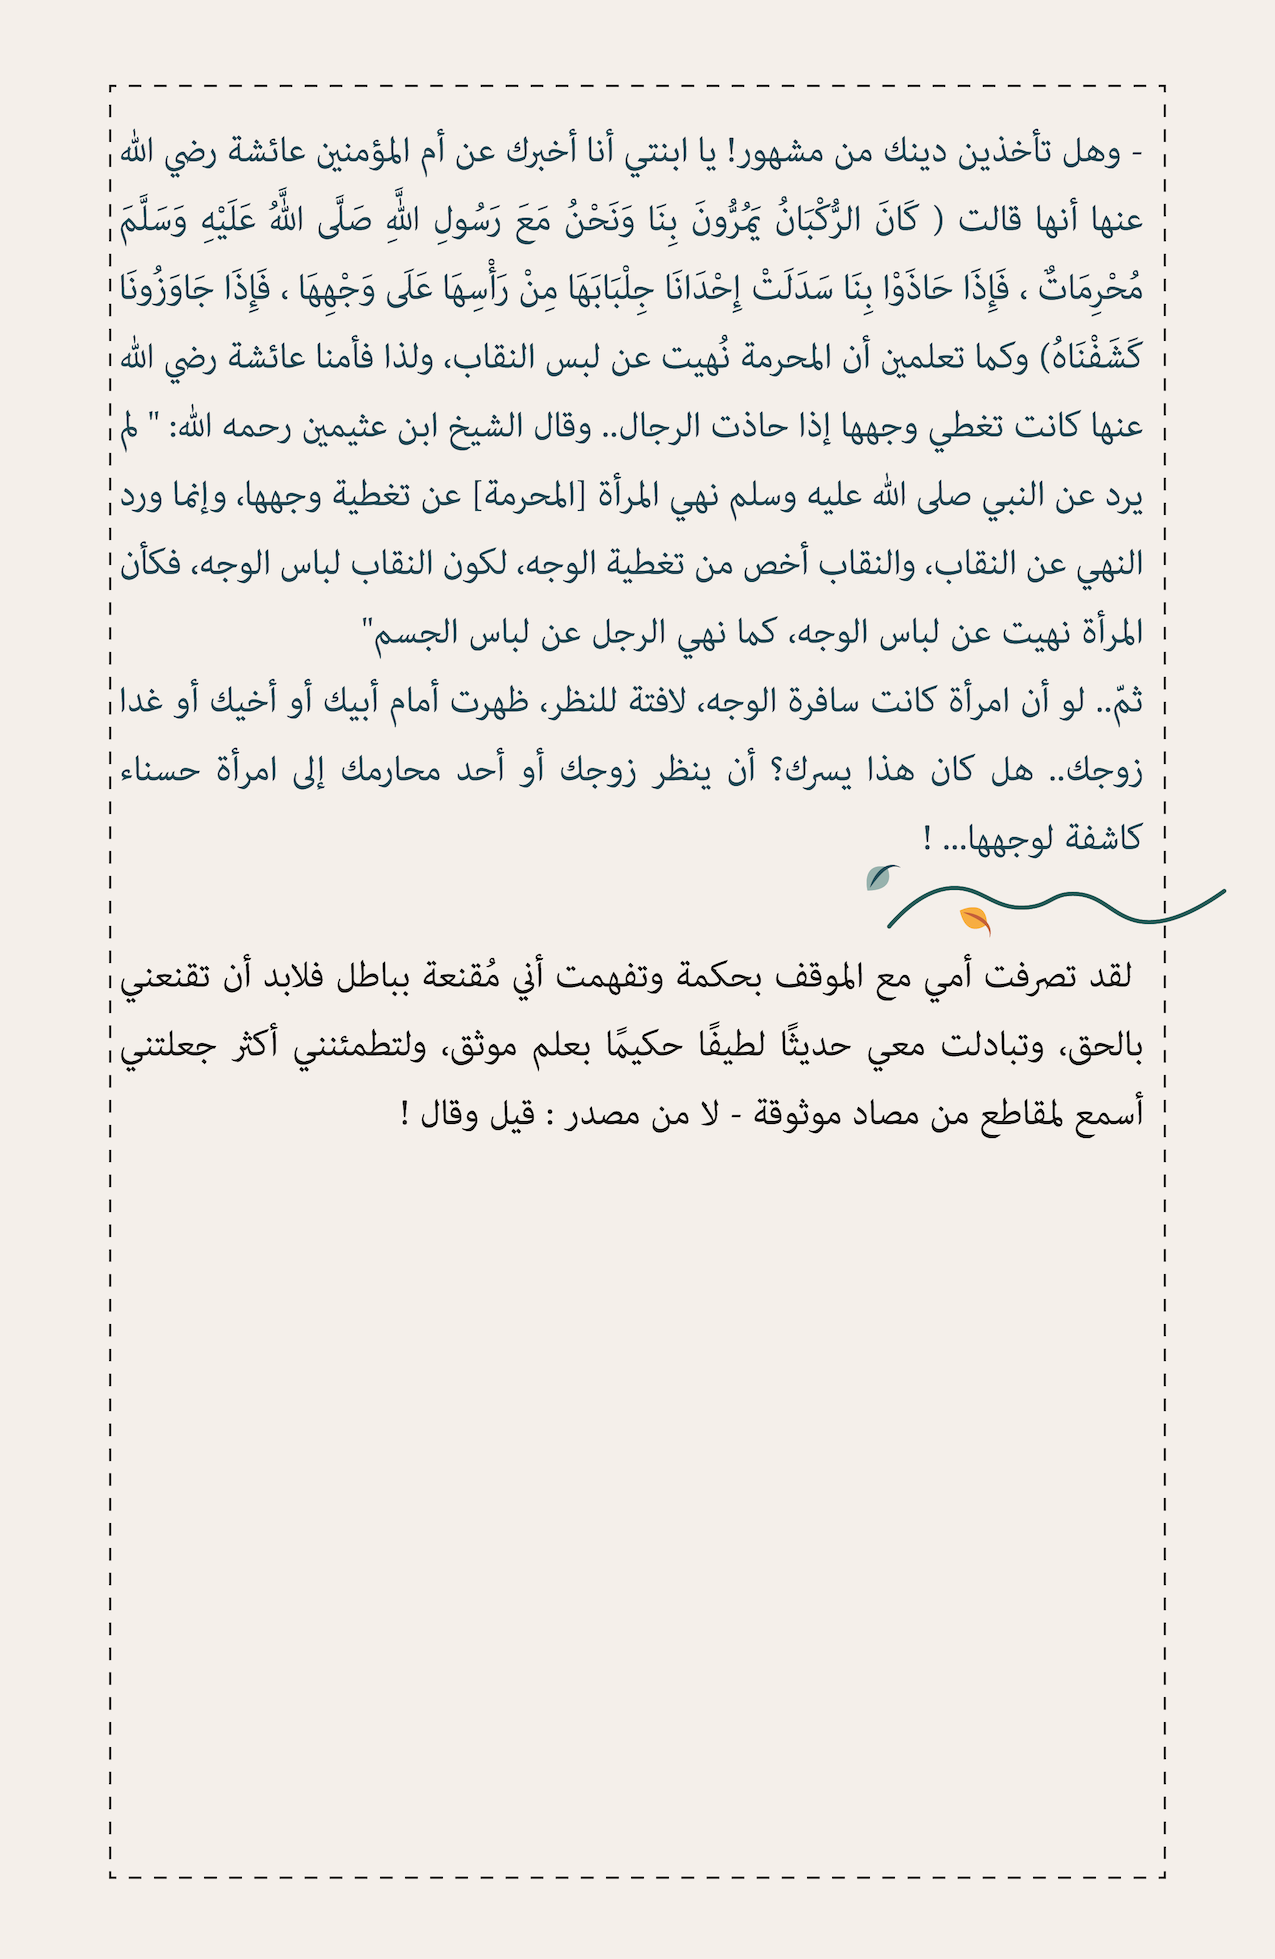 - وهل تأخذين دينك من مشهور! يا ابنتي أنا أخبرك عن أم المؤمنين عائشة رضي الله
عنها أنها قالت ( كَانَ الرُّكْبَانُ يَمُرُّونَ بِنَا وَنَحْنُ مَعَ رَسُولِ اللَّهِ صَلَّى اللَّهُ عَلَيْهِ وَسَلَّمَ
مُحْرِمَاتٌ ، فَإِذَا حَاذَوْا بِنَا سَدَلَتْ إِحْدَانَا جِلْبَابَهَا مِنْ رَأْسِهَا عَلَى وَجْهِهَا ، فَإِذَا جَاوَزُونَا
كَشَفْنَاهُ) وكما تعلمين أن المحرمة نُهيت عن لبس النقاب، ولذا فأمنا عائشة رضي الله
عنها كانت تغطي وجهها إذا حاذت الرجال.. وقال الشيخ ابن عثيمين رحمه الله: " لم
يرد عن النبي صلى الله عليه وسلم نهي المرأة [المحرمة] عن تغطية وجهها، وإنما ورد
النهي عن النقاب، والنقاب أخص من تغطية الوجه، لكون النقاب لباس الوجه، فكأن
المرأة نهيت عن لباس الوجه، كما نهي الرجل عن لباس الجسم"
ثمّ.. لو أن امرأة كانت سافرة الوجه، لافتة للنظر، ظهرت أمام أبيك أو أخيك أو غدا
زوجك.. هل كان هذا يسرك؟ أن ينظر زوجك أو أحد محارمك إلى امرأة حسناء
كاشفة لوجهها... !
لقد تصرفت أمي مع الموقف بحكمة وتفهمت أني مُقنعة بباطل فلابد أن تقنعني
بالحق، وتبادلت معي حديثًا لطيفًا حكيمًا بعلم موثق، ولتطمئنني أكثر جعلتني
أسمع لمقاطع من مصاد موثوقة - لا من مصدر : قيل وقال !